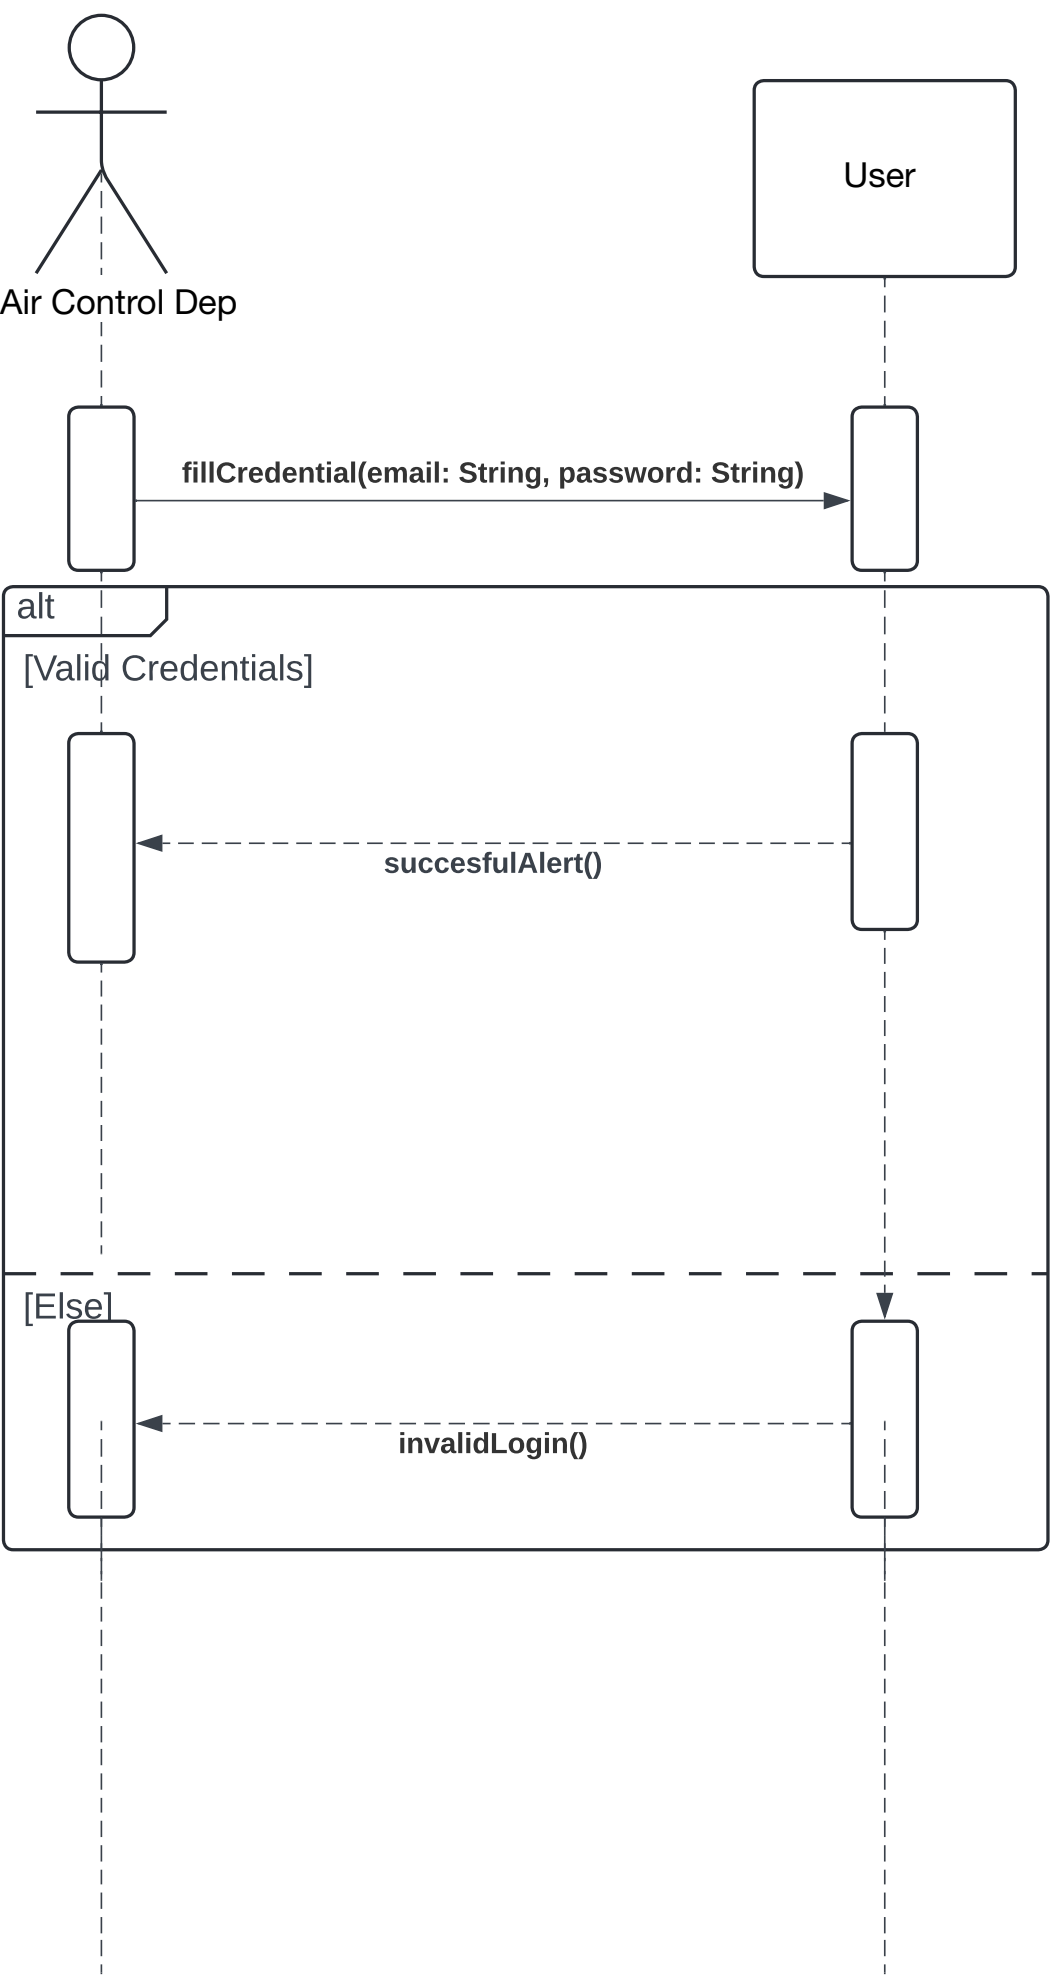 User
Air Control Dep
fillCredential(email: String, password: String)
alt
[Valid Credentials]
succesfulAlert()
[Else]
invalidLogin()